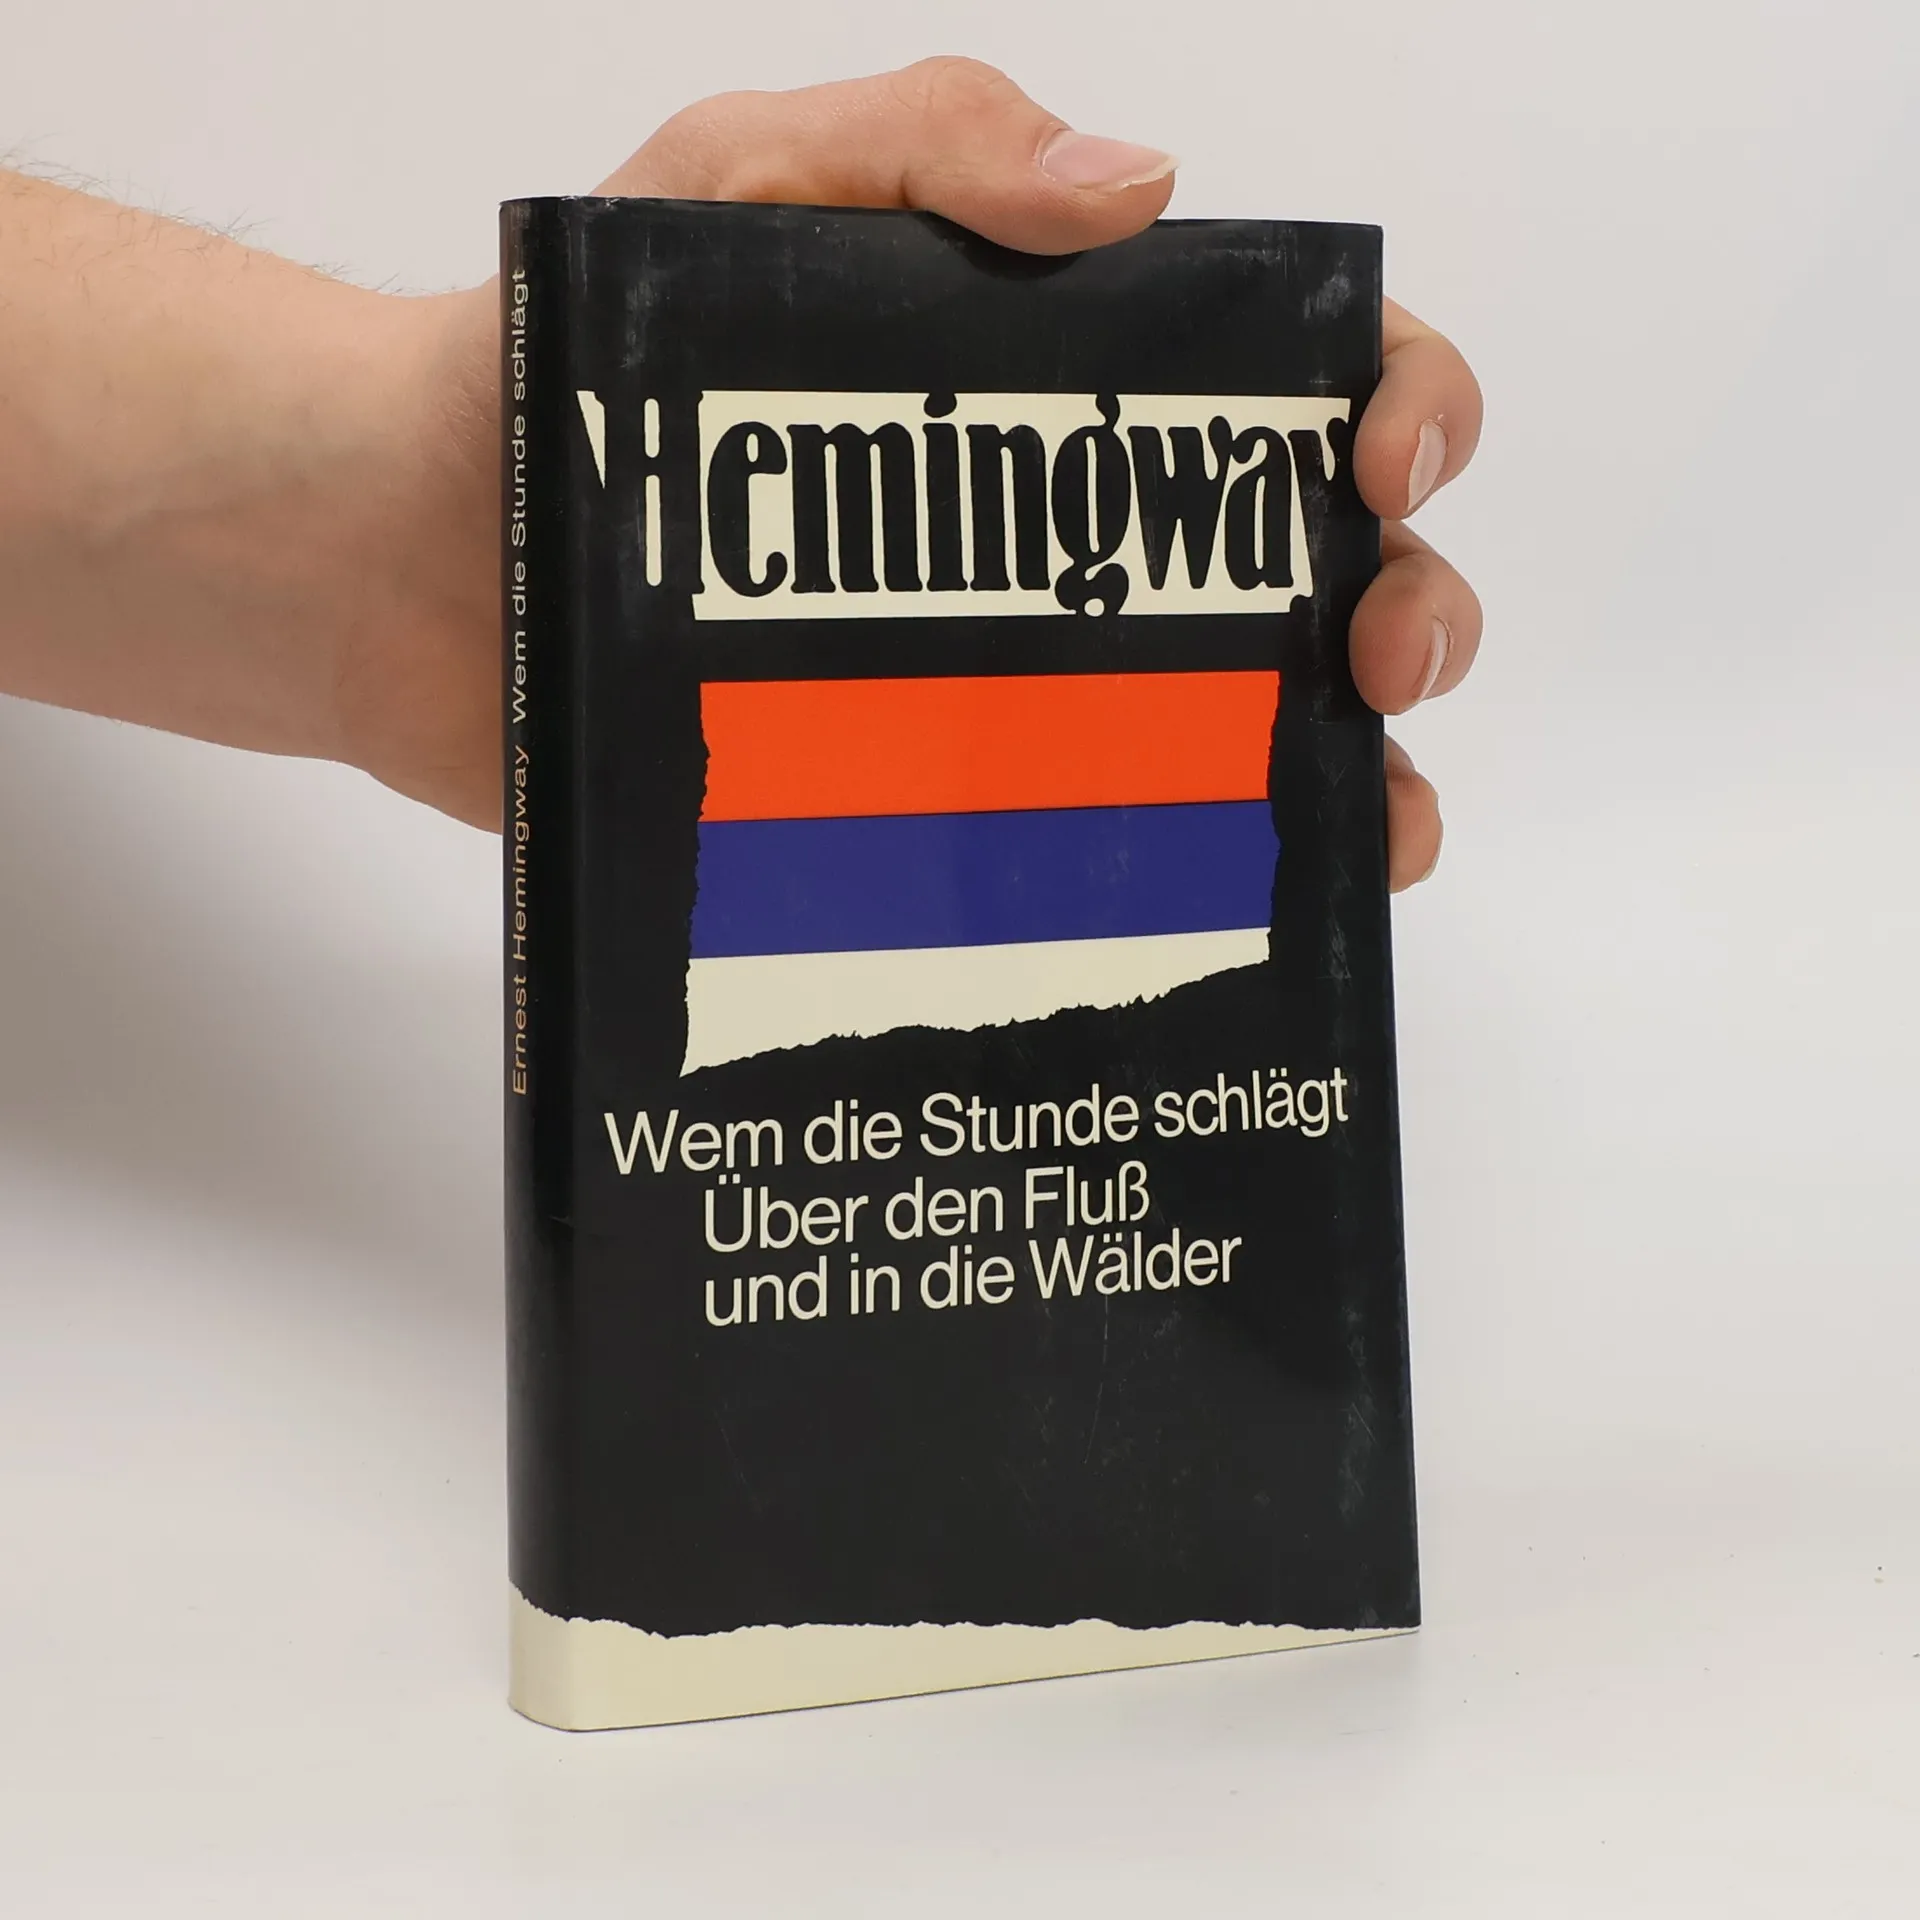 Ernest Hemingway Wem die Stunde schlägt
Hemingway
Wem die Stunde schlägt
Über den Fluß
und in die Wälder